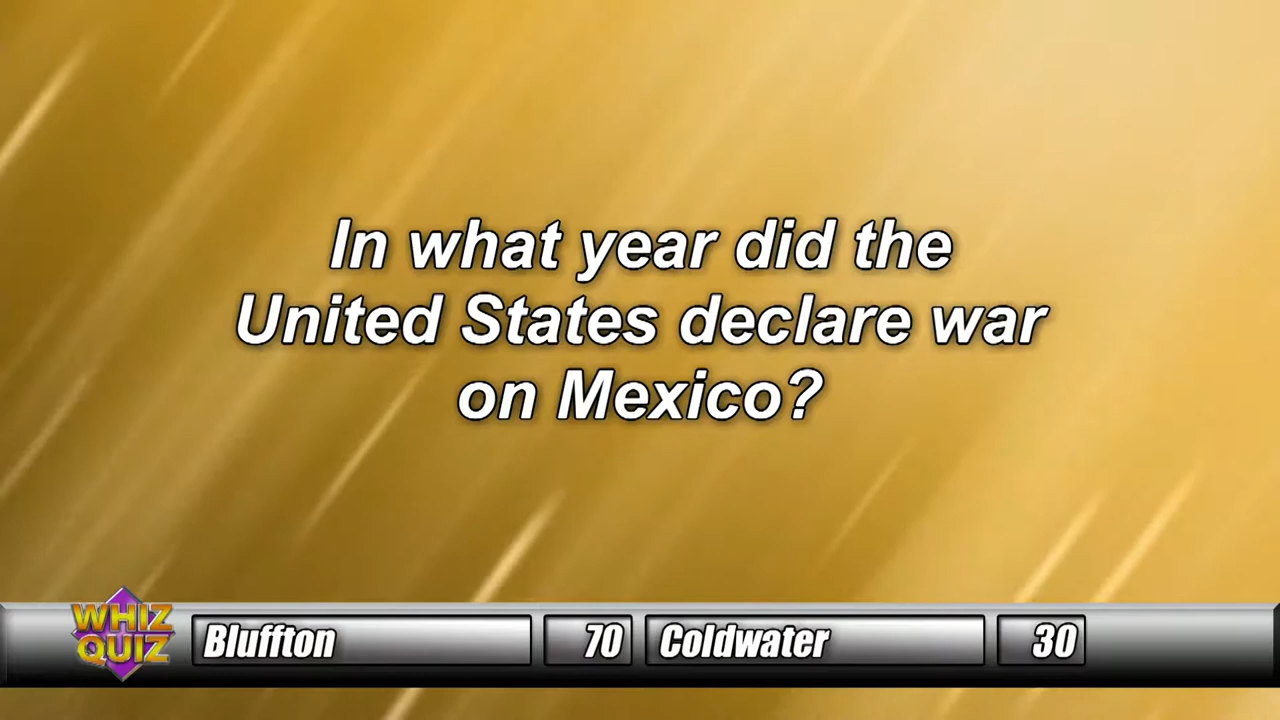 In what year did the
United States declare war
on Mexico?
WHIZ
QUIZ
Bluffton 70 Coldwater 30